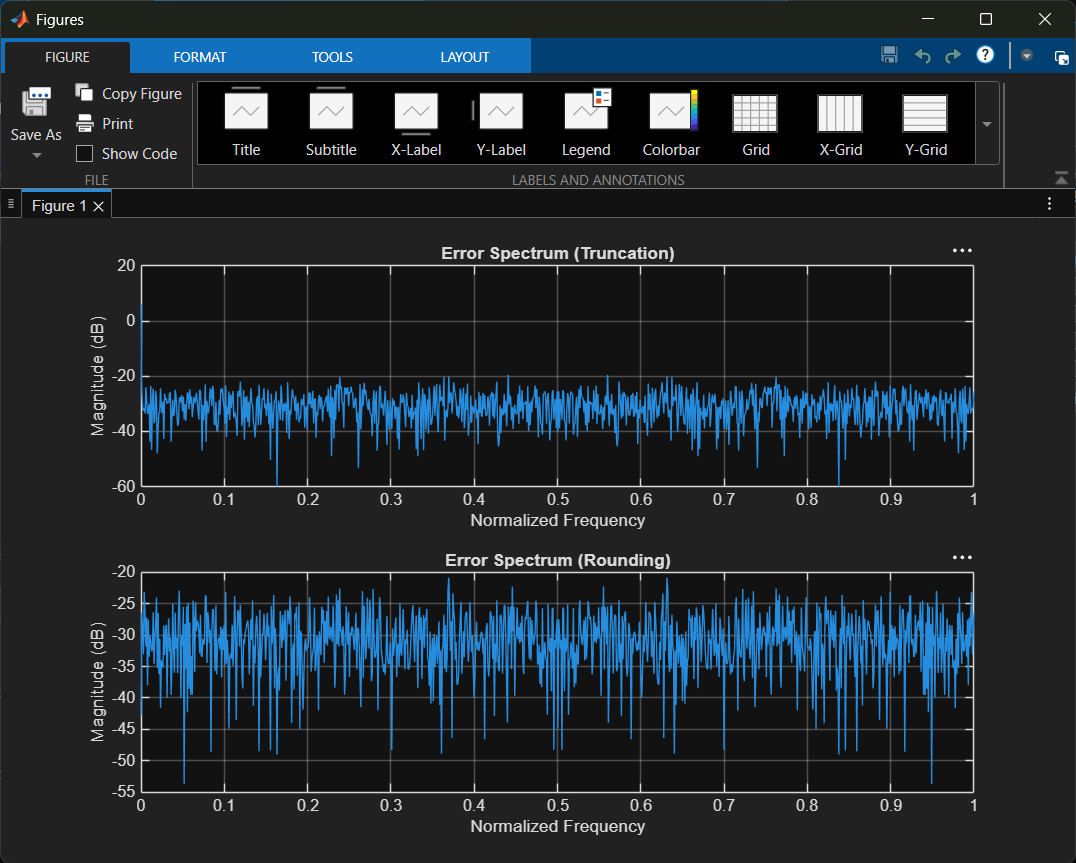 Figures
FIGURE FORMAT TOOLS LAYOUT ?
Save As
Copy Figure
Print
Show Code
FILE
Title Subtitle X-Label Y-Label Legend Colorbar Grid X-Grid Y-Grid
LABELS AND ANNOTATIONS
Figure 1
Error Spectrum (Truncation)
Magnitude (dB)
20
0
-20
-40
-60
0 0.1 0.2 0.3 0.4 0.5 0.6 0.7 0.8 0.9 1
Normalized Frequency
Error Spectrum (Rounding)
Magnitude (dB)
-20
-25
-30
-35
-40
-45
-50
-55
0 0.1 0.2 0.3 0.4 0.5 0.6 0.7 0.8 0.9 1
Normalized Frequency